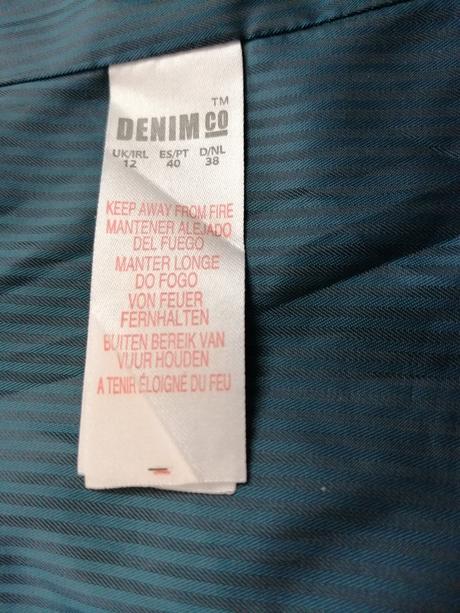 TM
DENIM CO
UK/IRL ES/PT D/NL
12 40 38
KEEP AWAY FROM FIRE
MANTENER ALEJADO
DEL FUEGO
MANTER LONGE
DO FOGO
VON FEUER
FERNHALTEN
BUITEN BEREIK VAN
VUUR HOUDEN
A TENIR ÉLOIGNÉ DU FEU